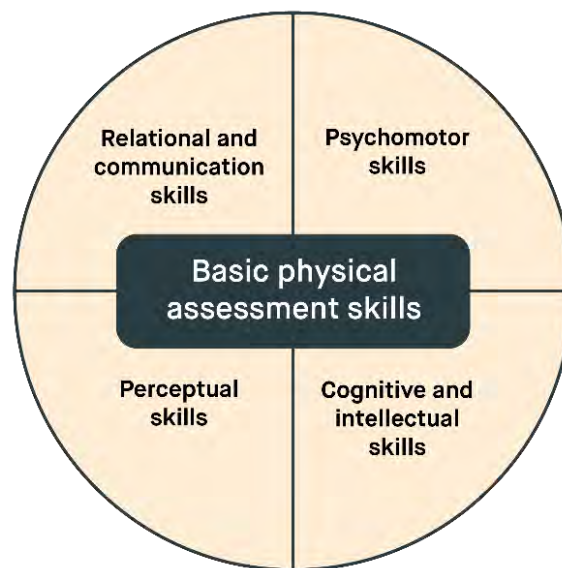 Relational and
communication
skills
Psychomotor
skills
Basic physical
assessment skills
Perceptual
skills
Cognitive and
intellectual
skills